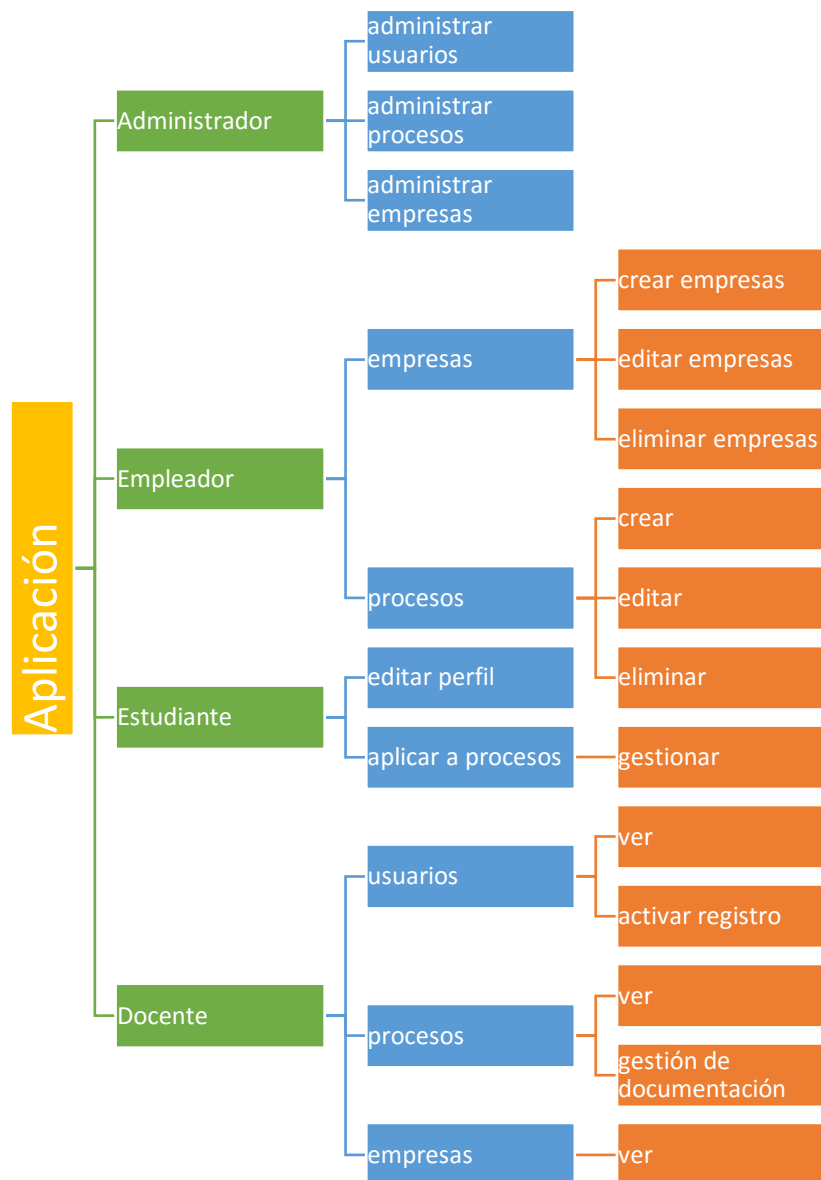 Aplicación
Administrador
administrar
usuarios
administrar
procesos
administrar
empresas
Empleador
empresas
crear empresas
editar empresas
eliminar empresas
procesos
crear
editar
eliminar
Estudiante
editar perfil
aplicar a procesos
gestionar
Docente
usuarios
ver
activar registro
procesos
ver
gestión de
documentación
empresas
ver